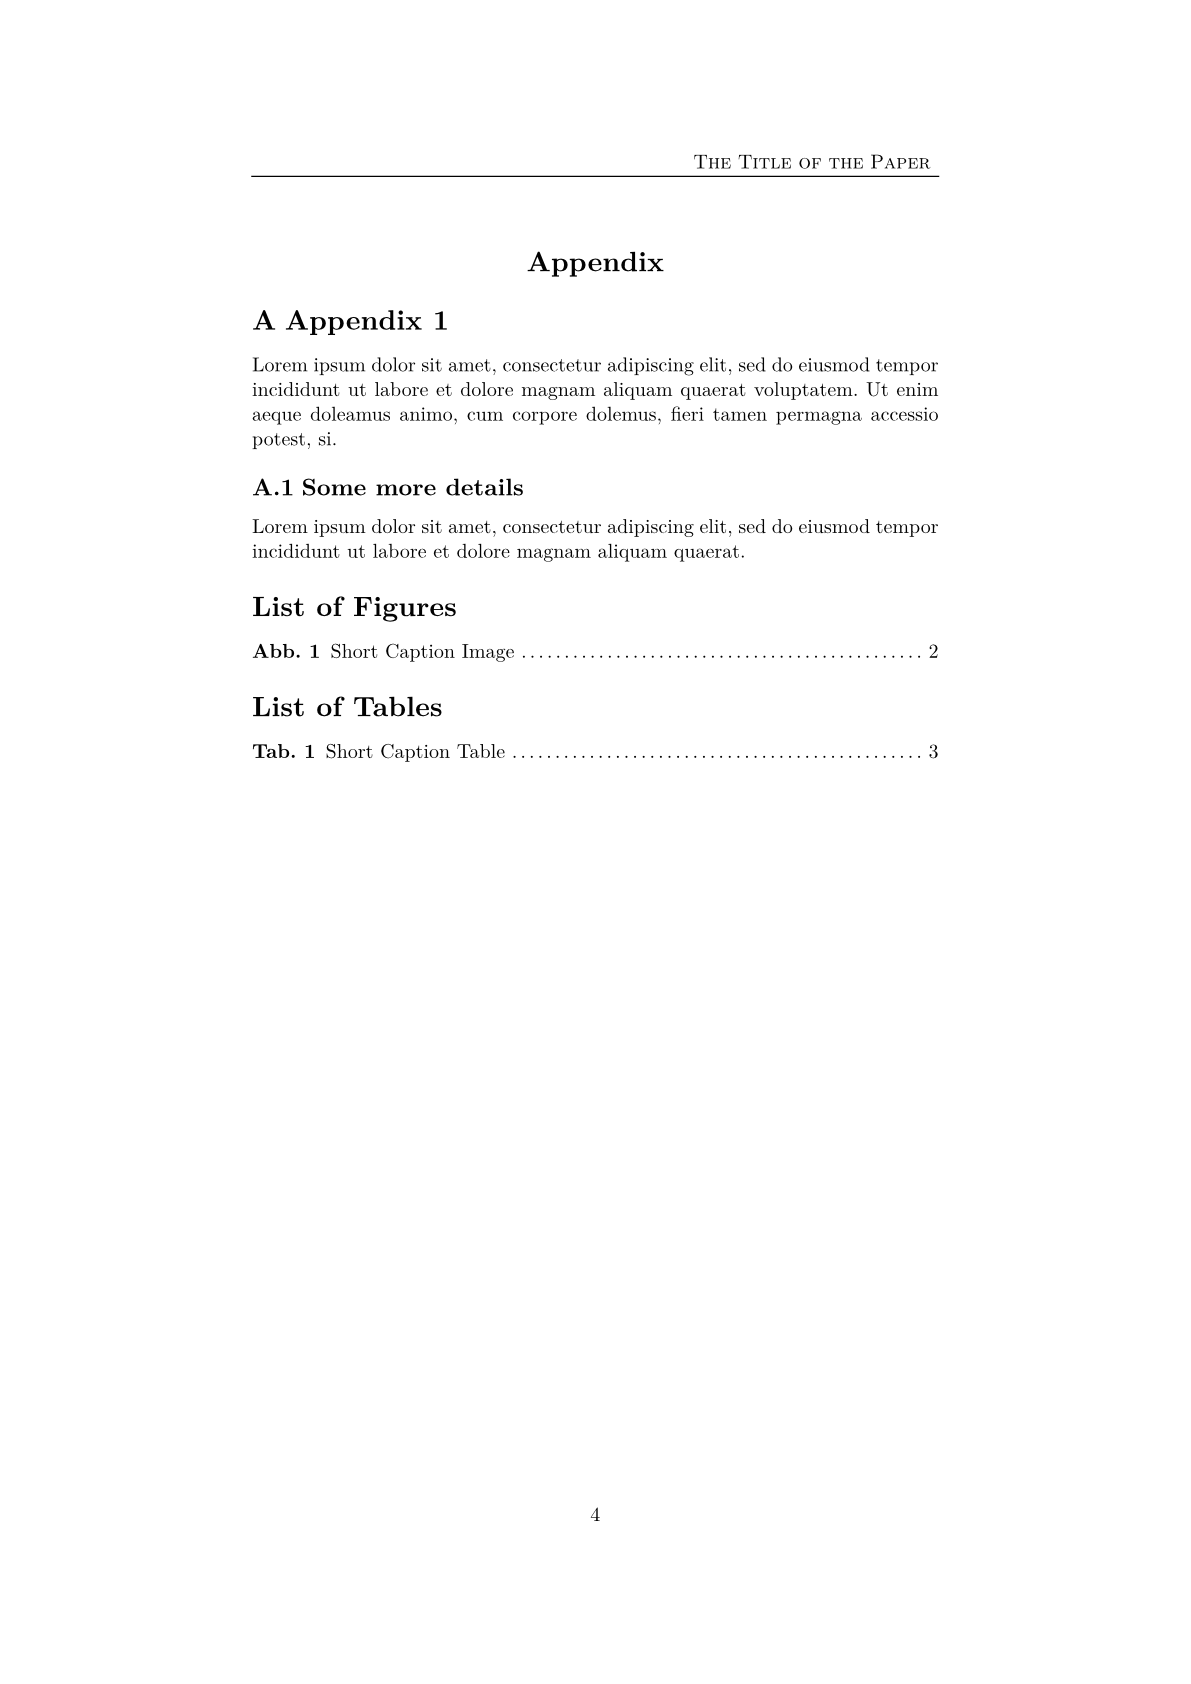 The Title of the Paper
Appendix
A Appendix 1
Lorem ipsum dolor sit amet, consectetur adipiscing elit, sed do eiusmod tempor
incididunt ut labore et dolore magnam aliquam quaerat voluptatem. Ut enim
aeque doleamus animo, cum corpore dolemus, fieri tamen permagna accessio
potest, si.
A.1 Some more details
Lorem ipsum dolor sit amet, consectetur adipiscing elit, sed do eiusmod tempor
incididunt ut labore et dolore magnam aliquam quaerat.
List of Figures
Abb. 1 Short Caption Image ............................................... 2
List of Tables
Tab. 1 Short Caption Table ................................................ 3
4